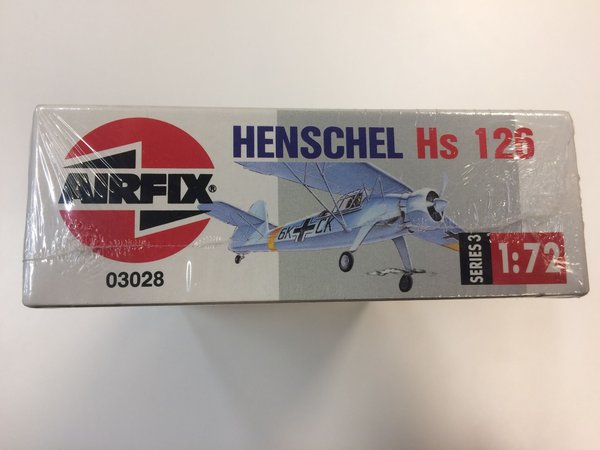 HENSCHEL Hs 126
AIRFIX®
6K CK
SERIES 3
1:72
03028